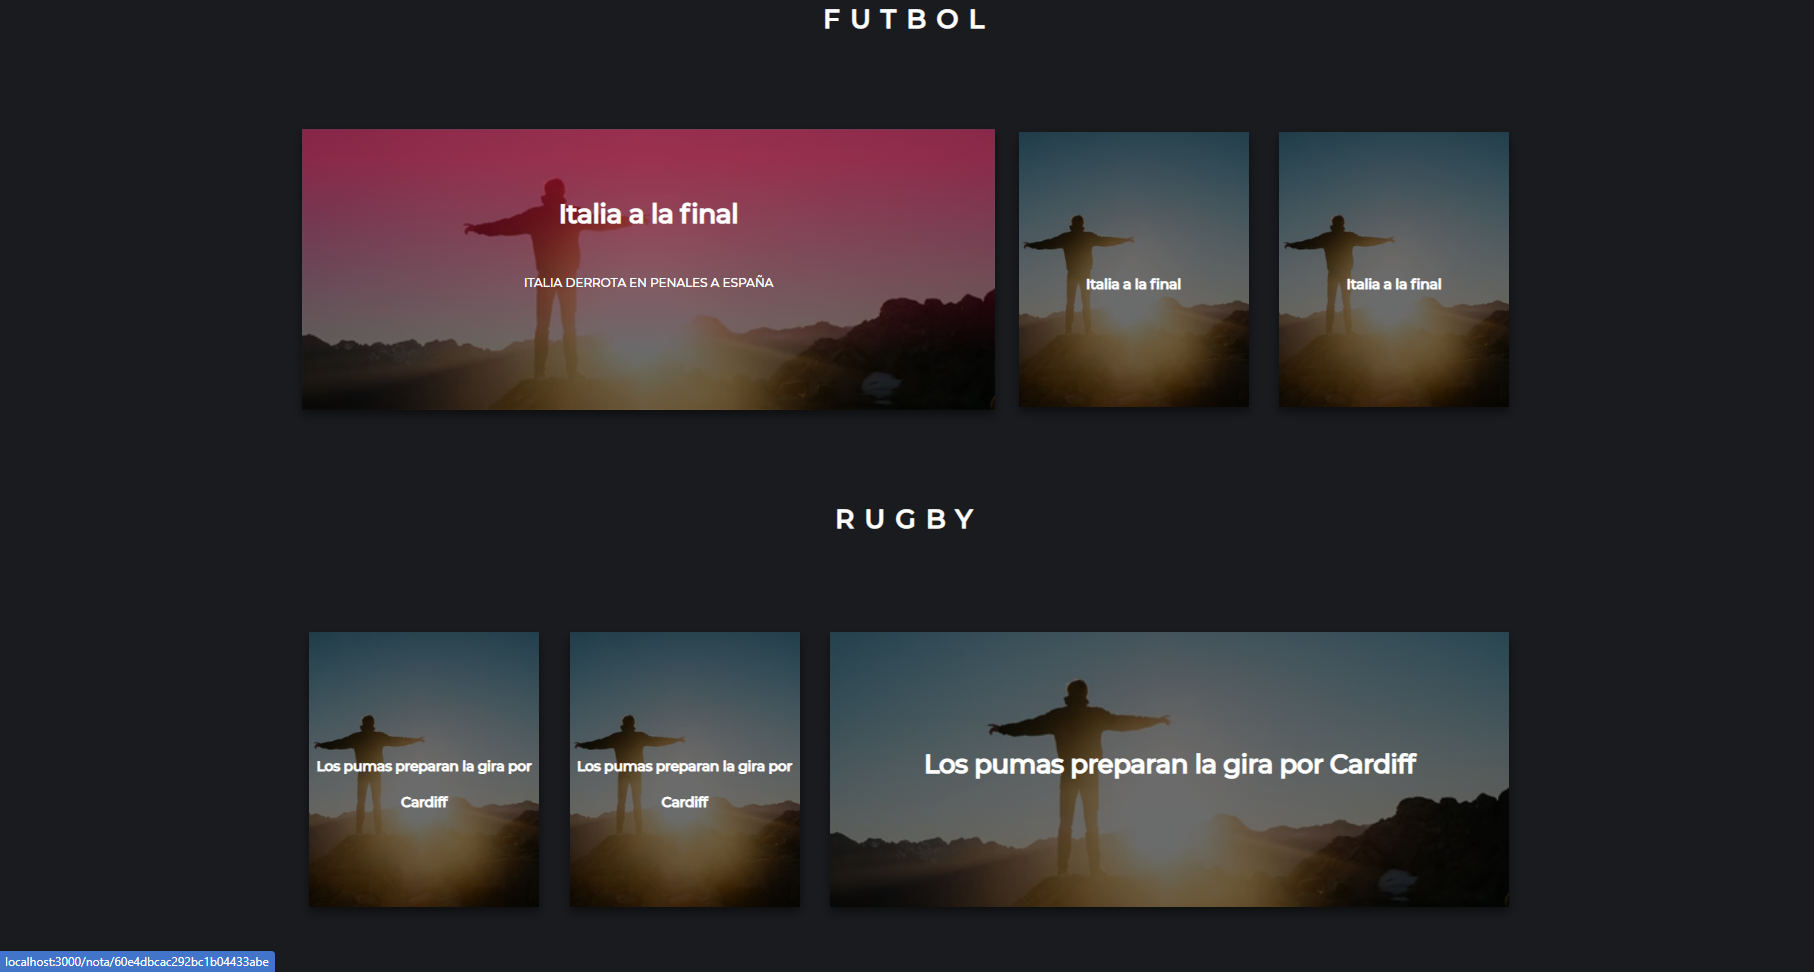 FUTBOL
Italia a la final
ITALIA DERROTA EN PENALES A ESPAÑA
Italia a la final
Italia a la final
RUGBY
Los pumas preparan la gira por
Cardiff
Los pumas preparan la gira por
Cardiff
Los pumas preparan la gira por Cardiff
localhost:3000/nota/60e4dbcac292bc1b04433abe